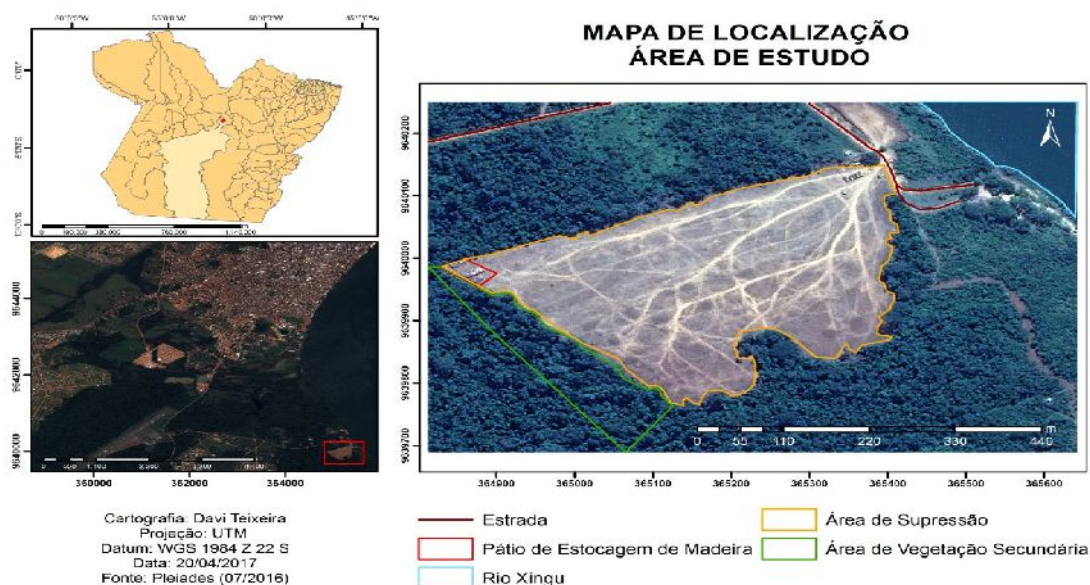 MAPA DE LOCALIZAÇÃO
ÁREA DE ESTUDO
N
9640200
9640100
9640000
9639900
9639800
9639700
364900
365000
365100
365200
365300
365400
365500
365600
m
0 55 110 220 330 440
9644000
9642000
9640000
360000
362000
364000
Cartografia: Davi Teixeira
Projeção: UTM
Datum: WGS 1984 Z 22 S
Data: 20/04/2017
Fonte: Pleiades (07/2016)
Estrada
Pátio de Estocagem de Madeira
Rio Xingu
Área de Supressão
Área de Vegetação Secundária